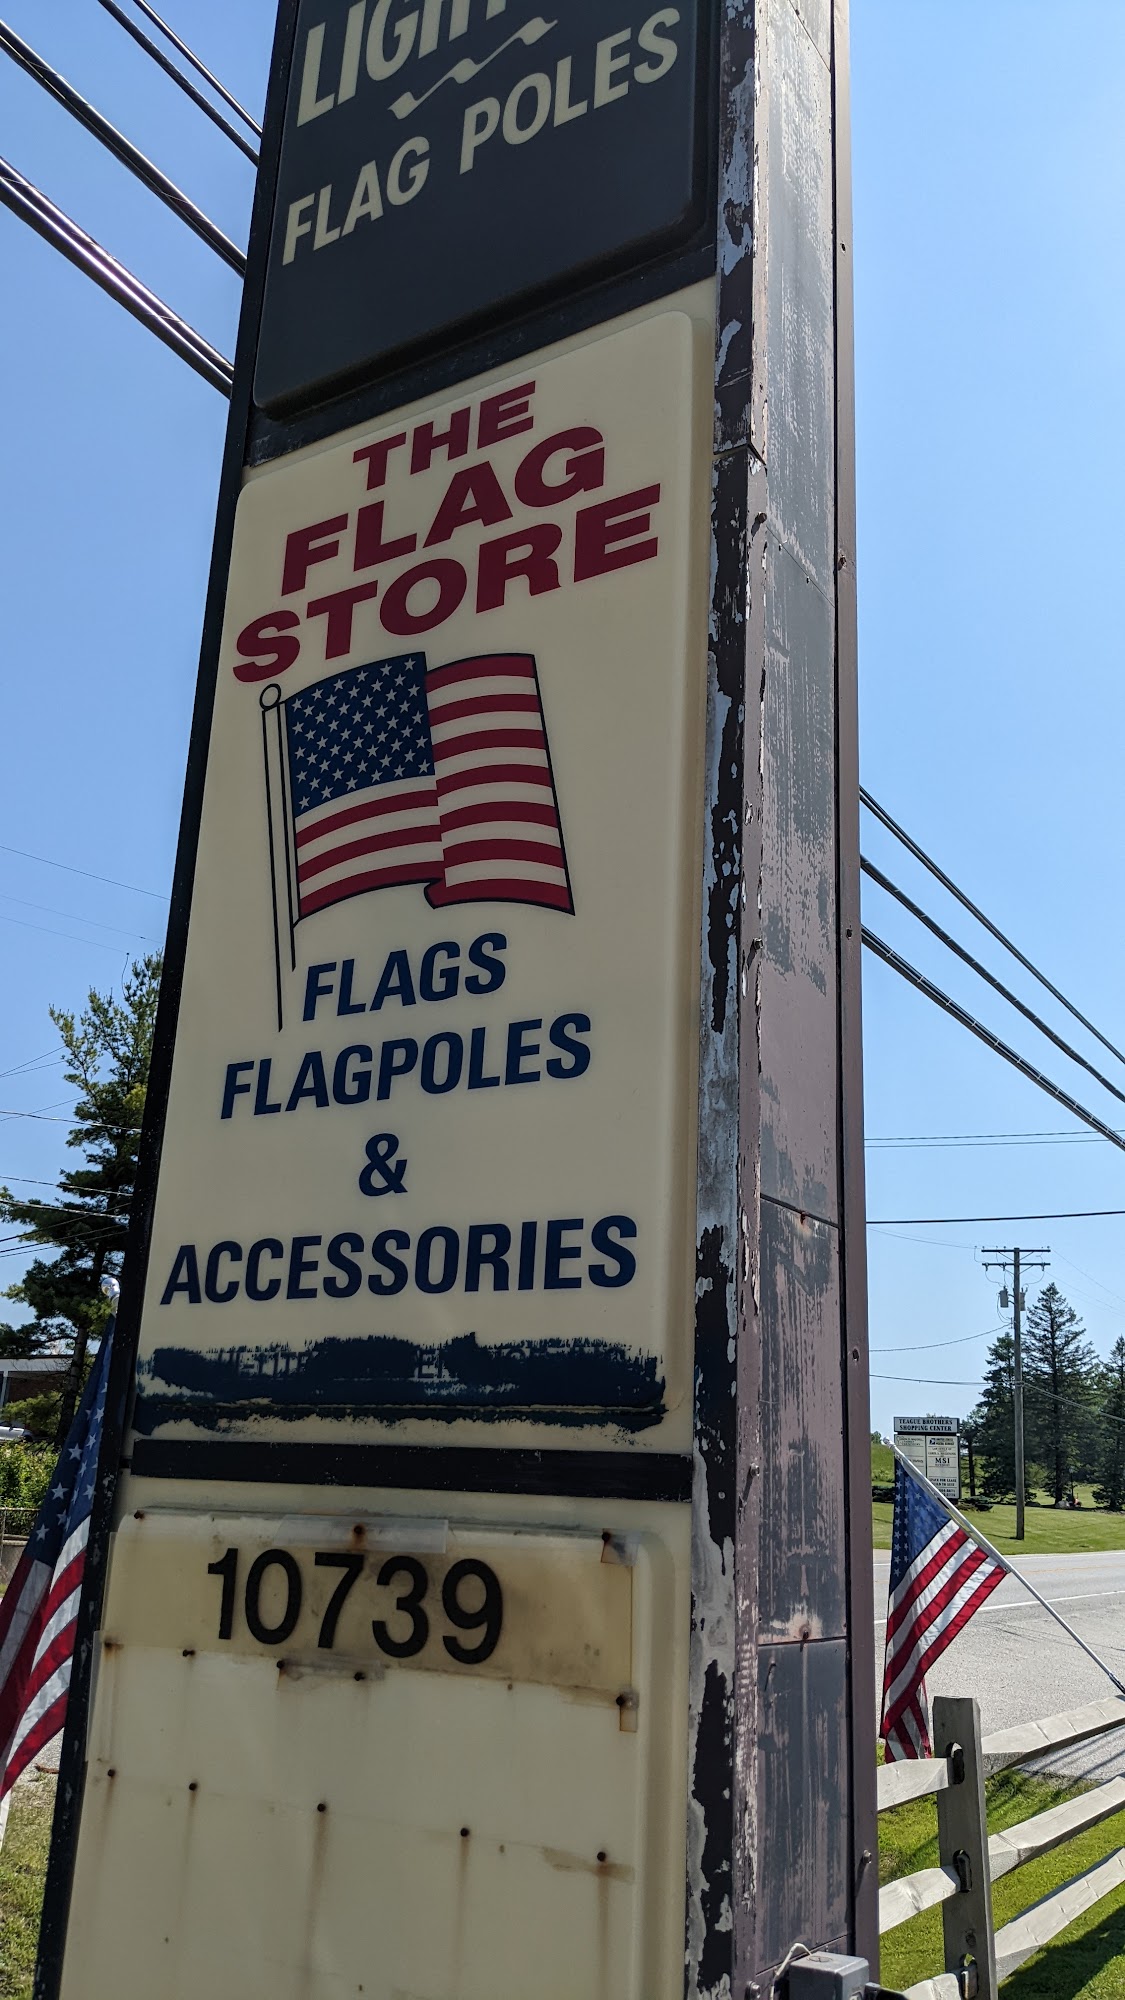 FLAG POLES
THE
FLAG
STORE
FLAGS
FLAGPOLES
&
ACCESSORIES
10739
TEAGUE BROTHERS
SHOPPING CENTER
MSI